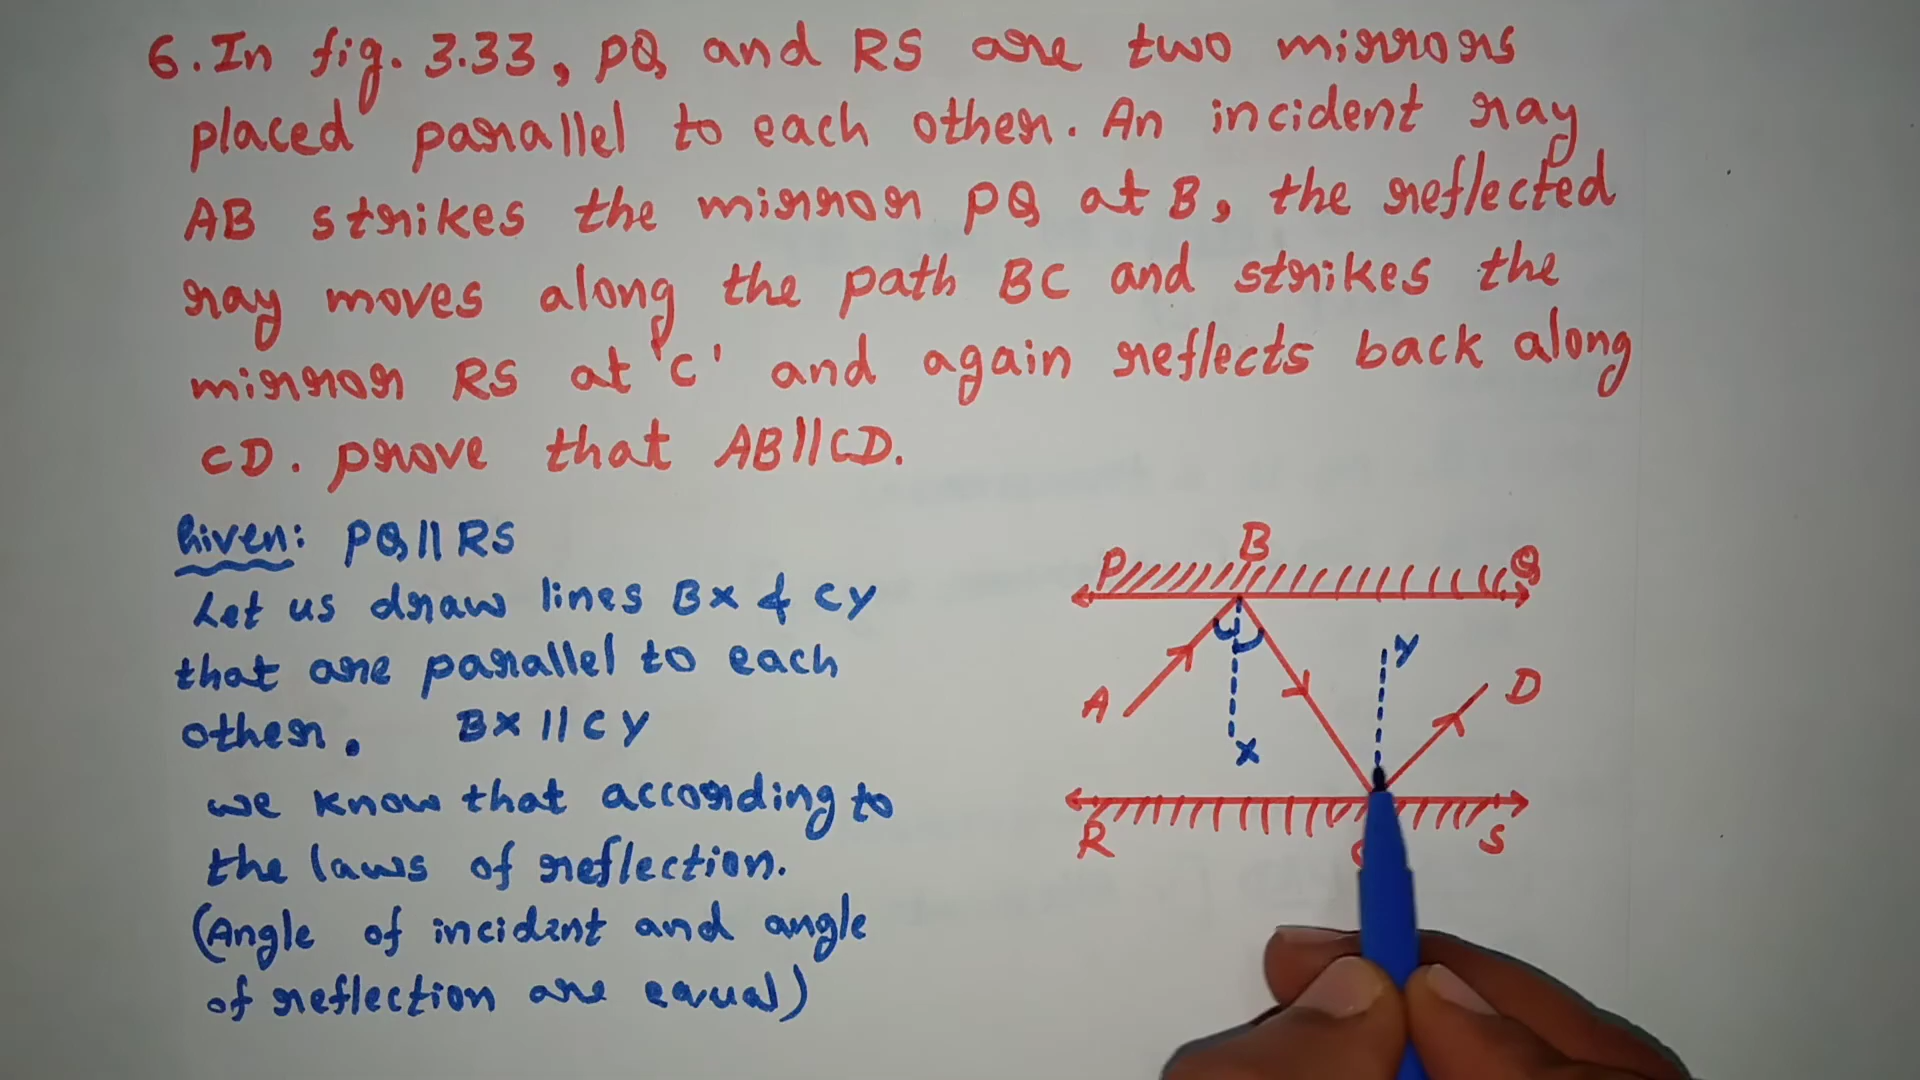 6. In fig. 3.33, PQ and RS are two mirrors
placed parallel to each other. An incident ray
AB strikes the mirror PQ at B, the reflected
ray moves along the path BC and strikes the
mirror RS at 'C' and again reflects back along
CD. prove that AB||CD.
Given: PQ || RS
Let us draw lines BX & CY
that are parallel to each
other. BX || CY
we know that according to
the laws of reflection.
(Angle of incident and angle
of reflection are equal)
P B Q
A X Y D
R S